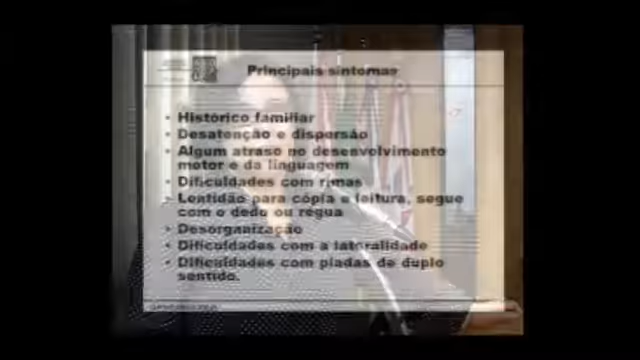 Principais sintomas
• Histórico familiar
• Desatenção e dispersão
• Algum atraso no desenvolvimento
motor e da linguagem
• Dificuldades com rimas
• Lentidão para cópia e leitura, segue
com o dedo ou régua
• Desorganização
• Dificuldades com a lateralidade
• Dificuldades com piadas de duplo
sentido.